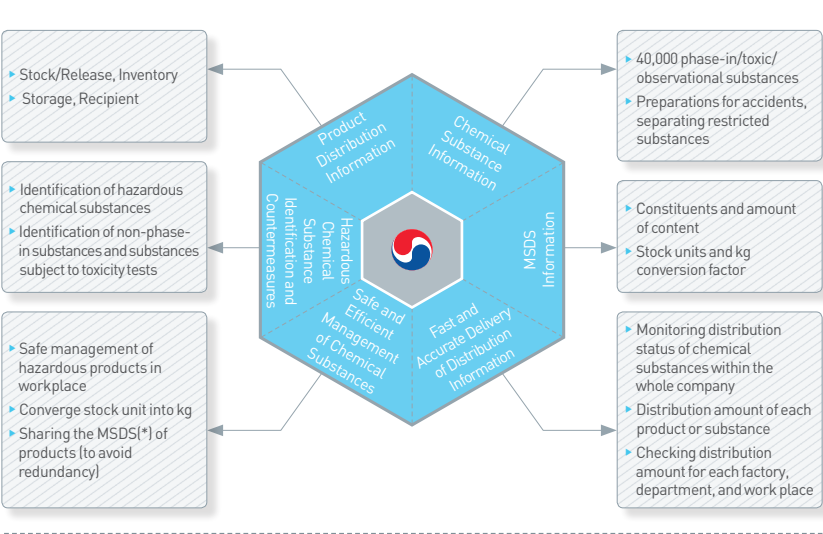 ▸ Stock/Release, Inventory
▸ Storage, Recipient
▸ Identification of hazardous
chemical substances
▸ Identification of non-phase-
in substances and substances
subject to toxicity tests
▸ Safe management of
hazardous products in
workplace
▸ Converge stock unit into kg
▸ Sharing the MSDS(*) of
products (to avoid
redundancy)
Product
Distribution
Information
Chemical
Substance
Information
Hazardous
Chemical
Substance
Identification and
Countermeasures
MSDS
Information
Safe and
Efficient
Management
of Chemical
Substances
Fast and
Accurate Delivery
of Distribution
Information
▸ 40,000 phase-in/toxic/
observational substances
▸ Preparations for accidents,
separating restricted
substances
▸ Constituents and amount
of content
▸ Stock units and kg
conversion factor
▸ Monitoring distribution
status of chemical
substances within the
whole company
▸ Distribution amount of each
product or substance
▸ Checking distribution
amount for each factory,
department, and work place